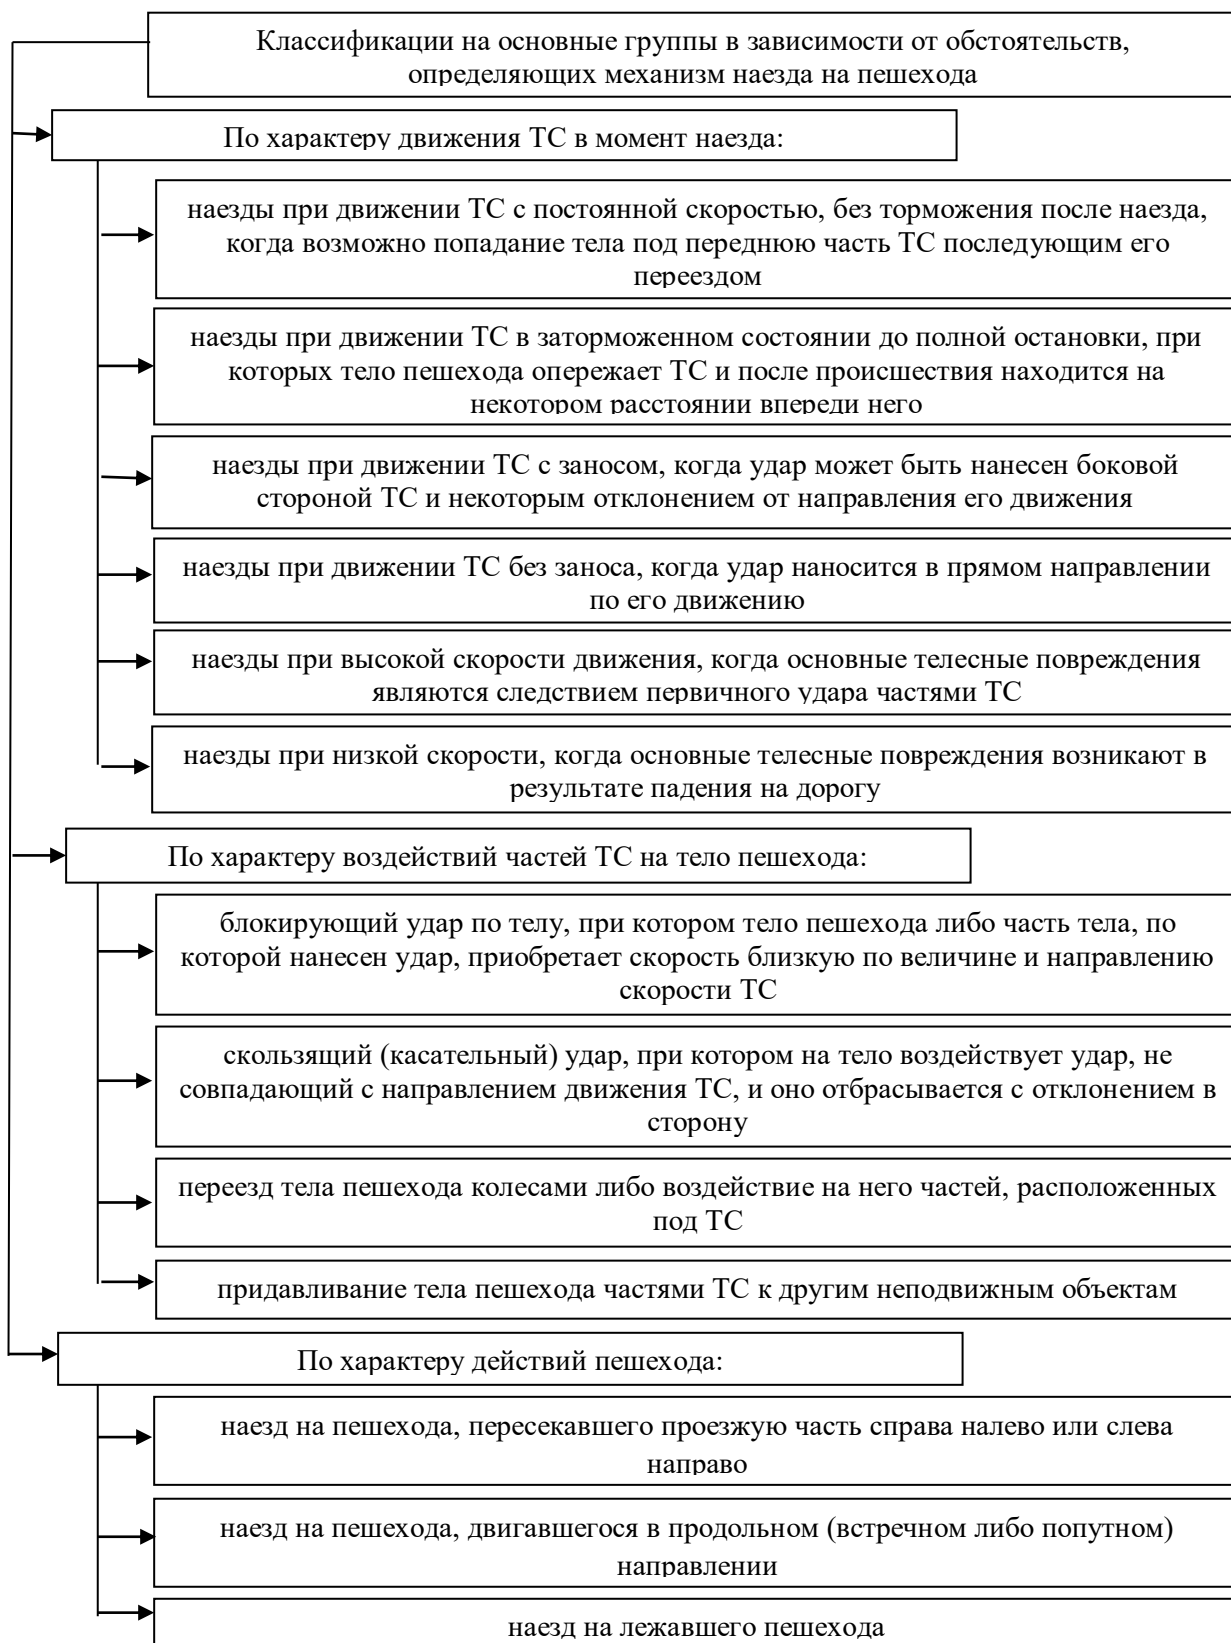 Классификации на основные группы в зависимости от обстоятельств,
определяющих механизм наезда на пешехода
По характеру движения ТС в момент наезда:
наезды при движении ТС с постоянной скоростью, без торможения после наезда,
когда возможно попадание тела под переднюю часть ТС последующим его
переездом
наезды при движении ТС в заторможенном состоянии до полной остановки, при
которых тело пешехода опережает ТС и после происшествия находится на
некотором расстоянии впереди него
наезды при движении ТС с заносом, когда удар может быть нанесен боковой
стороной ТС и некоторым отклонением от направления его движения
наезды при движении ТС без заноса, когда удар наносится в прямом направлении
по его движению
наезды при высокой скорости движения, когда основные телесные повреждения
являются следствием первичного удара частями ТС
наезды при низкой скорости, когда основные телесные повреждения возникают в
результате падения на дорогу
По характеру воздействий частей ТС на тело пешехода:
блокирующий удар по телу, при котором тело пешехода либо часть тела, по
которой нанесен удар, приобретает скорость близкую по величине и направлению
скорости ТС
скользящий (касательный) удар, при котором на тело воздействует удар, не
совпадающий с направлением движения ТС, и оно отбрасывается с отклонением в
сторону
переезд тела пешехода колесами либо воздействие на него частей, расположенных
под ТС
придавливание тела пешехода частями ТС к другим неподвижным объектам
По характеру действий пешехода:
наезд на пешехода, пересекавшего проезжую часть справа налево или слева
направо
наезд на пешехода, двигавшегося в продольном (встречном либо попутном)
направлении
наезд на лежавшего пешехода